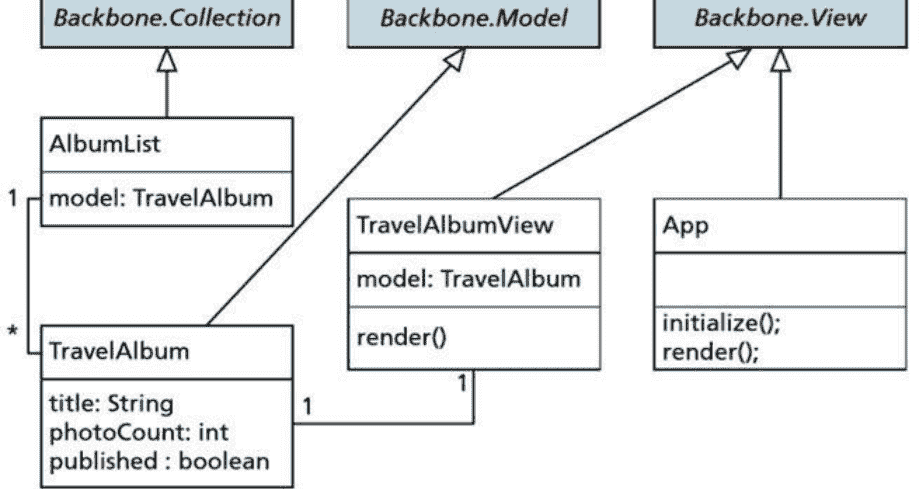 Backbone.Collection
Backbone.Model
Backbone.View
AlbumList
model: TravelAlbum
1
*
TravelAlbum
title: String
photoCount: int
published : boolean
1
1
TravelAlbumView
model: TravelAlbum
render()
App
initialize();
render();